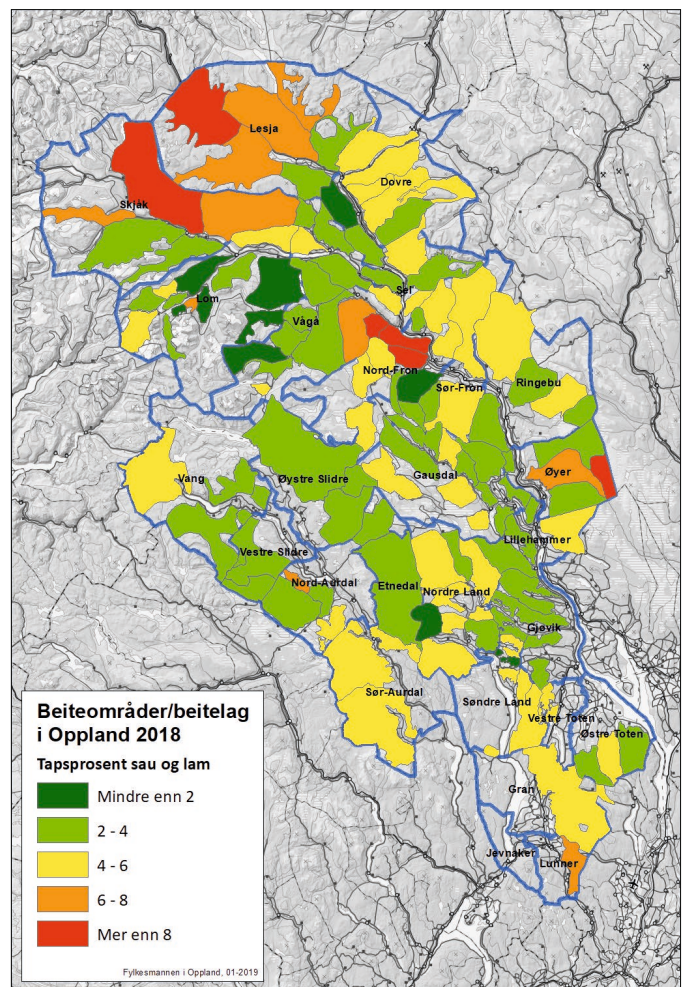 Lesja
Dovre
Skjåk
Lom
Sel
Vågå
Nord-Fron
Sør-Fron
Ringebu
Vang
Øystre Slidre
Gausdal
Øyer
Vestre Slidre
Lillehammer
Nord-Aurdal
Etnedal
Nordre Land
Gjøvik
Sør-Aurdal
Søndre Land
Vestre Toten
Østre Toten
Gran
Jevnaker
Lunner
Beiteområder/beitelag
i Oppland 2018
Tapsprosent sau og lam
Mindre enn 2
2 - 4
4 - 6
6 - 8
Mer enn 8
Fylkesmannen i Oppland, 01-2019